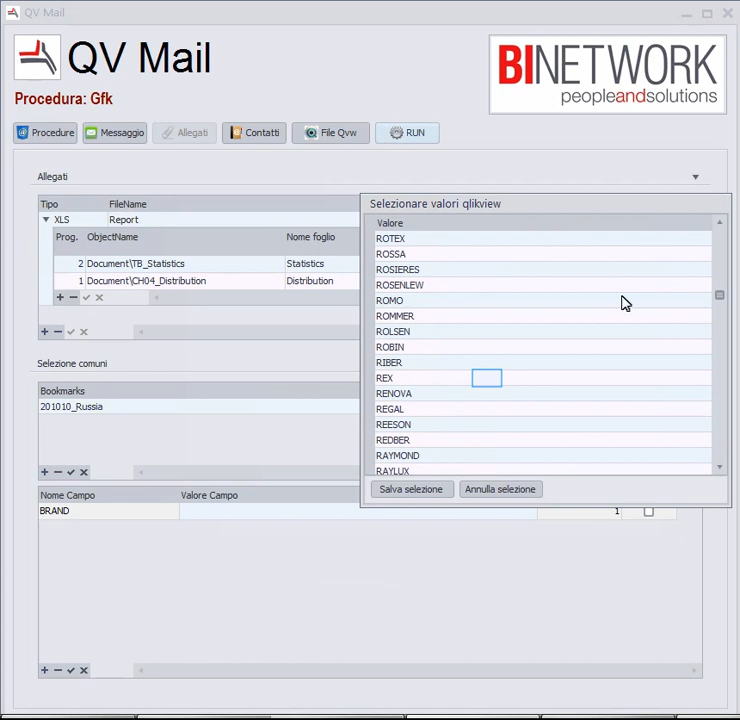 QV Mail
QV Mail
BINETWORK
peopleandsolutions
Procedura: Gfk
Procedure Messaggio Allegati Contatti File Qvw RUN
Allegati
Tipo FileName
XLS Report
Prog. ObjectName Nome foglio
2 Document\TB_Statistics Statistics
1 Document\CH04_Distribution Distribution
Selezione comuni
Bookmarks
201010_Russia
Nome Campo Valore Campo
BRAND 1
Selezionare valori qlikview
Valore
ROTEX
ROSSA
ROSIERES
ROSENLEW
ROMO
ROMMER
ROLSEN
ROBIN
RIBER
REX
RENOVA
REGAL
REESON
REDBER
RAYMOND
RAYLUX
Salva selezione Annulla selezione